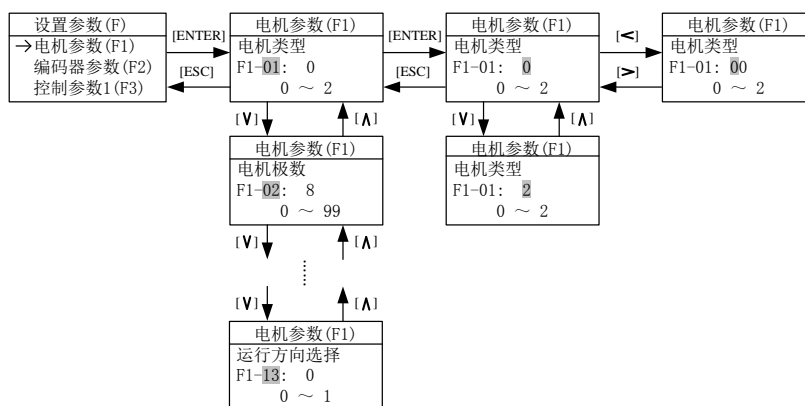 设置参数(F)
→电机参数(F1)
编码器参数(F2)
控制参数1(F3)
[ENTER]
[ESC]
电机参数(F1)
电机类型
F1-01: 0
0 ～ 2
[ENTER]
[ESC]
电机参数(F1)
电机类型
F1-01: 0
0 ～ 2
[<]
[>]
电机参数(F1)
电机类型
F1-01: 00
0 ～ 2
[∨]
[∧]
[∨]
[∧]
电机参数(F1)
电机极数
F1-02: 8
0 ～ 99
电机参数(F1)
电机类型
F1-01: 2
0 ～ 2
[∨]
[∧]
……
[∨]
[∧]
电机参数(F1)
运行方向选择
F1-13: 0
0 ～ 1